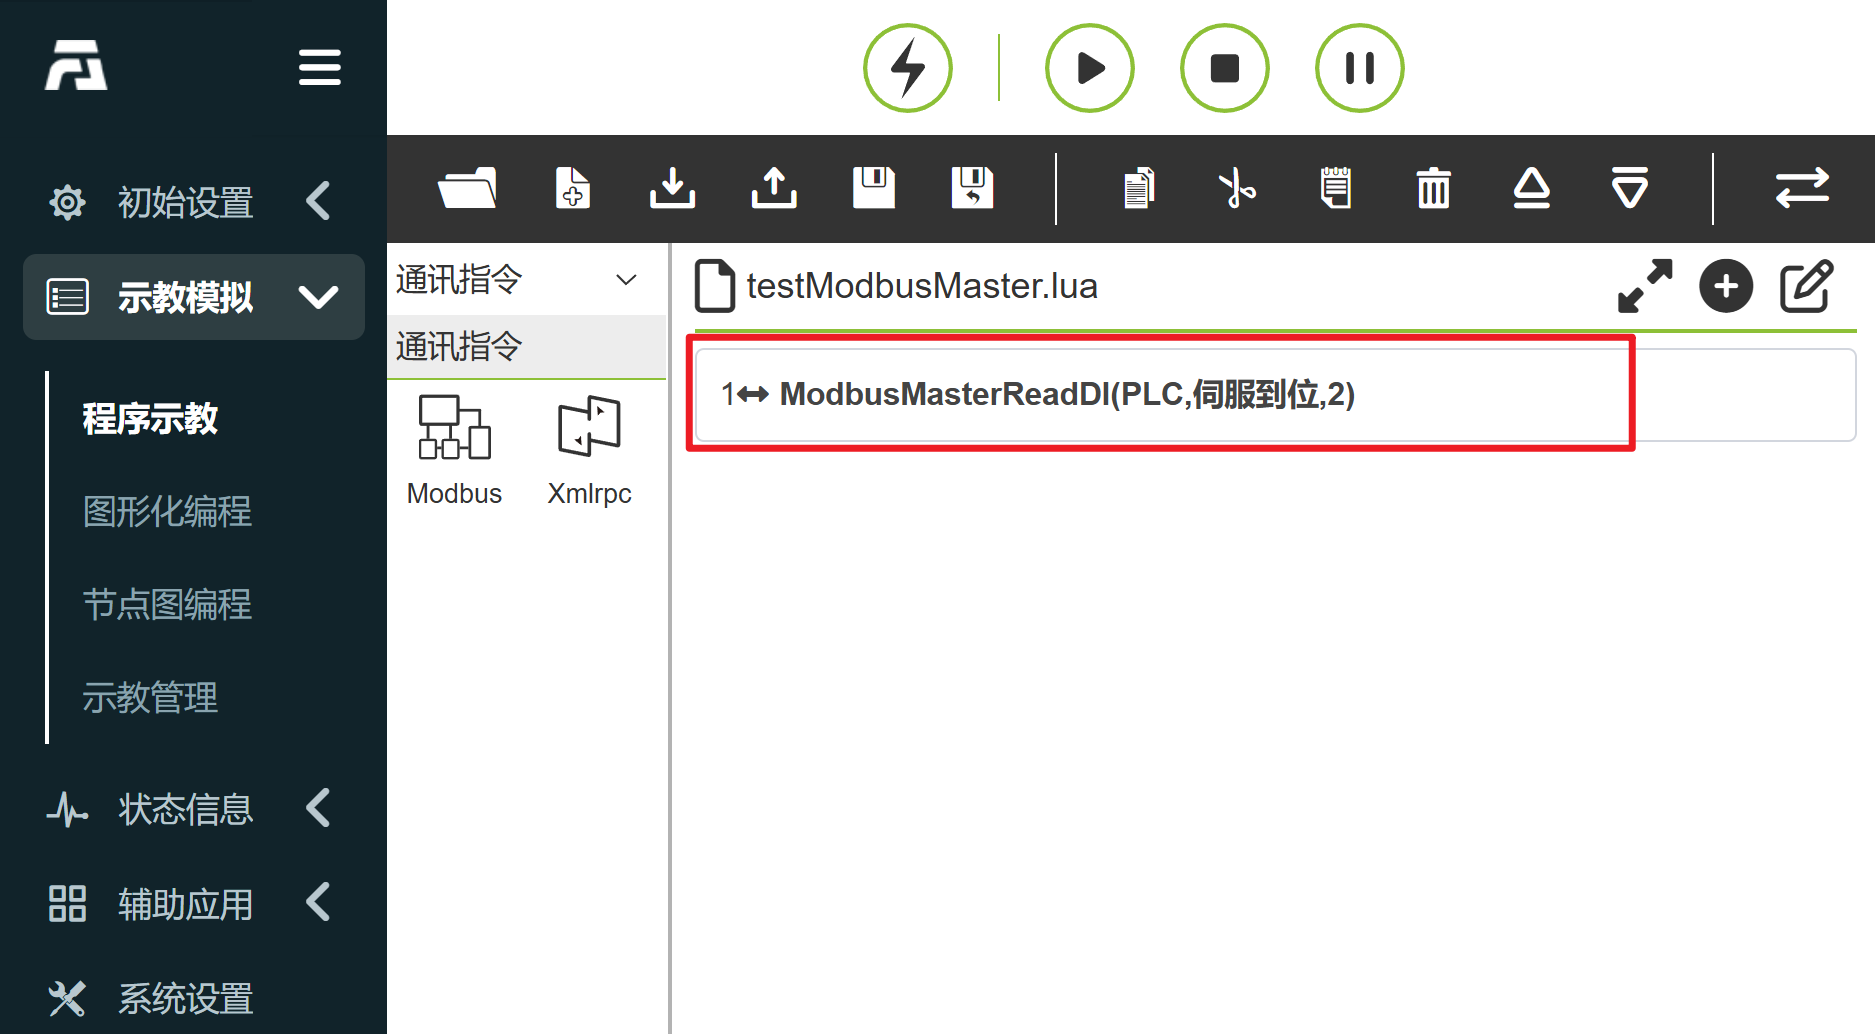 初始设置
示教模拟
程序示教
图形化编程
节点图编程
示教管理
状态信息
辅助应用
系统设置
通讯指令
通讯指令
Modbus
Xmlrpc
testModbusMaster.lua
1 ModbusMasterReadDI(PLC,伺服到位,2)